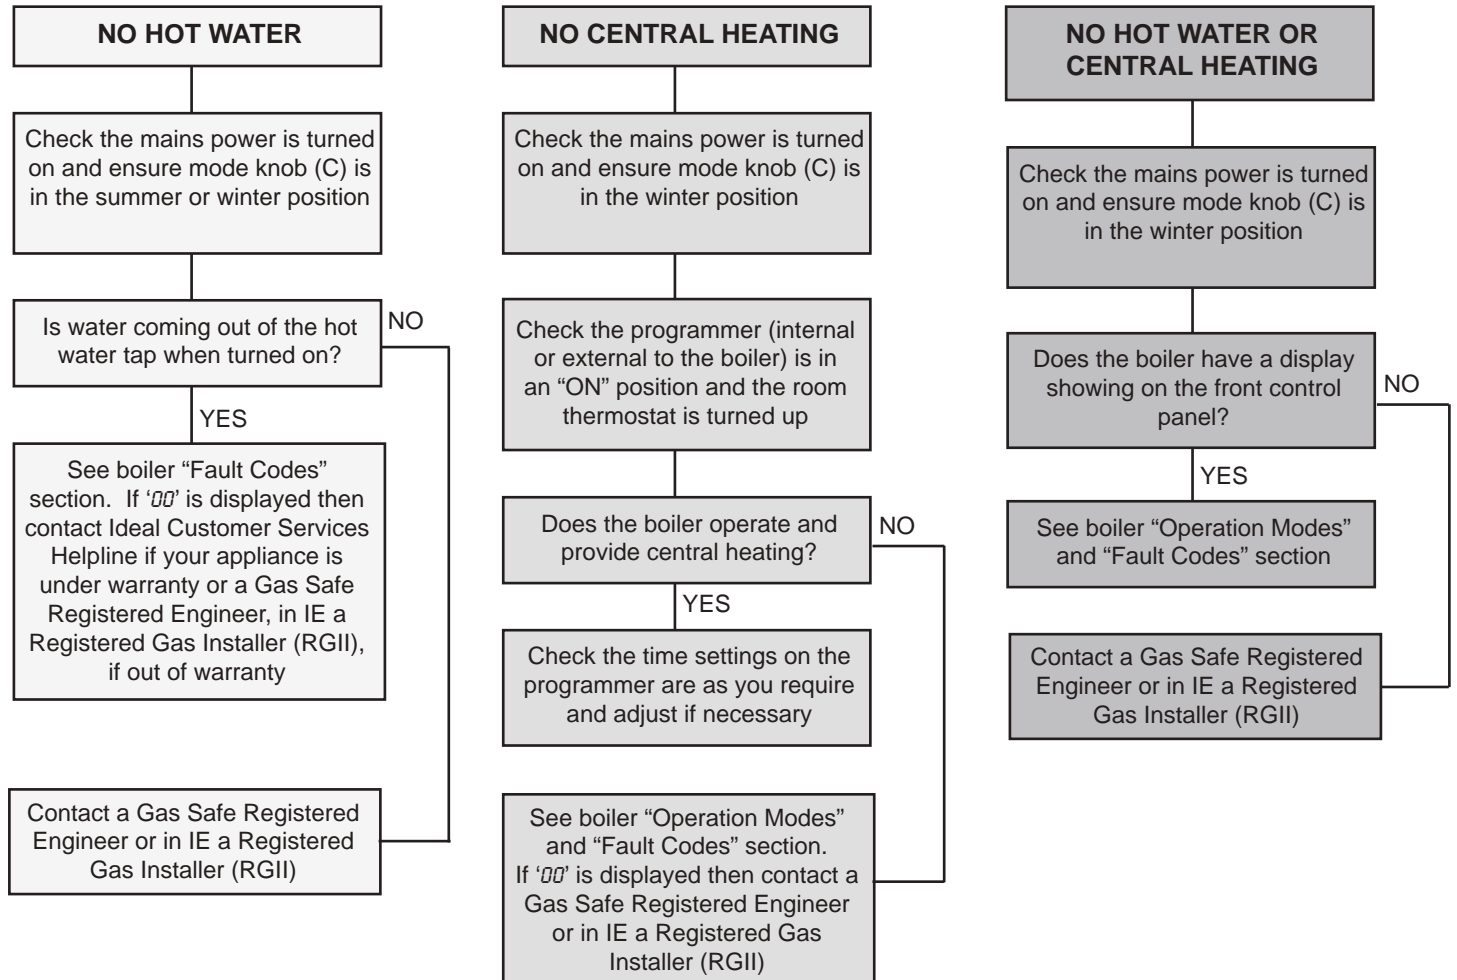 NO HOT WATER
Check the mains power is turned
on and ensure mode knob (C) is
in the summer or winter position
Is water coming out of the hot
water tap when turned on?
NO
YES
See boiler “Fault Codes”
section.  If ‘00’ is displayed then
contact Ideal Customer Services
Helpline if your appliance is
under warranty or a Gas Safe
Registered Engineer, in IE a
Registered Gas Installer (RGII),
if out of warranty
Contact a Gas Safe Registered
Engineer or in IE a Registered
Gas Installer (RGII)
NO CENTRAL HEATING
Check the mains power is turned
on and ensure mode knob (C) is
in the winter position
Check the programmer (internal
or external to the boiler) is in
an “ON” position and the room
thermostat is turned up
Does the boiler operate and
provide central heating?
NO
YES
Check the time settings on the
programmer are as you require
and adjust if necessary
See boiler “Operation Modes”
and “Fault Codes” section.
If ‘00’ is displayed then contact a
Gas Safe Registered Engineer
or in IE a Registered Gas
Installer (RGII)
NO HOT WATER OR
CENTRAL HEATING
Check the mains power is turned
on and ensure mode knob (C) is
in the winter position
Does the boiler have a display
showing on the front control
panel?
NO
YES
See boiler “Operation Modes”
and “Fault Codes” section
Contact a Gas Safe Registered
Engineer or in IE a Registered
Gas Installer (RGII)